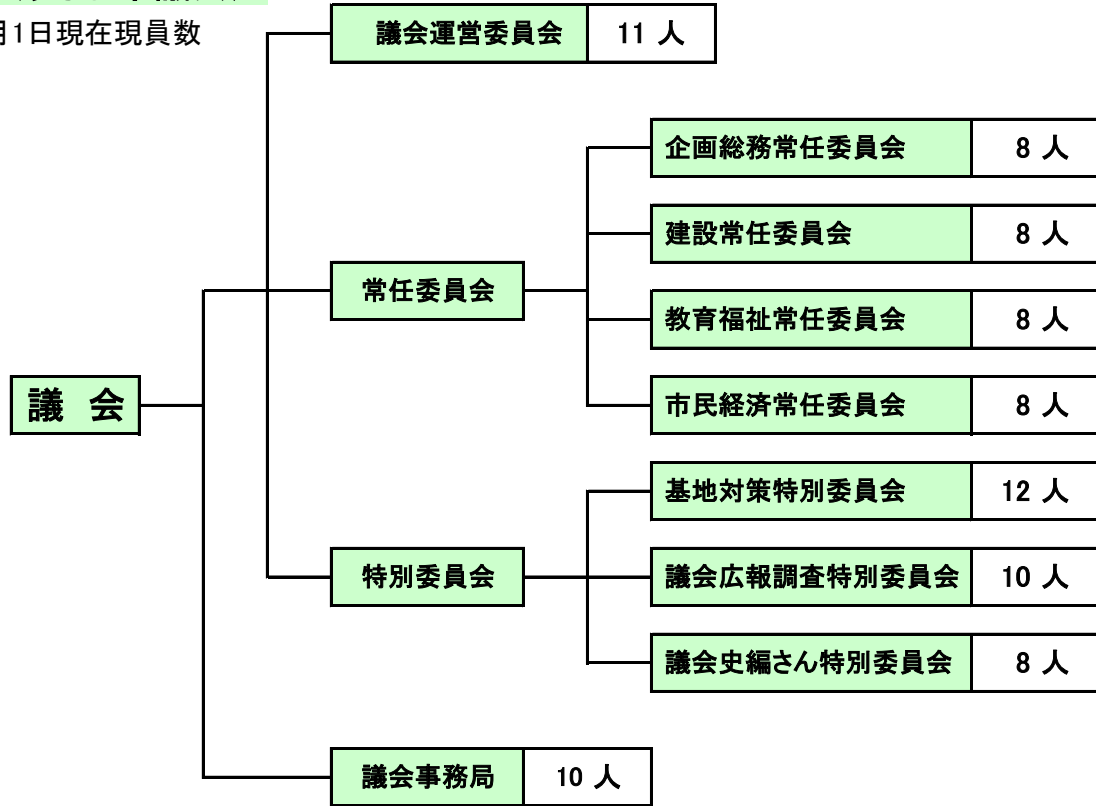 月1日現在現員数
議会運営委員会 11 人
企画総務常任委員会 8 人
建設常任委員会 8 人
常任委員会
教育福祉常任委員会 8 人
議 会
市民経済常任委員会 8 人
基地対策特別委員会 12 人
特別委員会
議会広報調査特別委員会 10 人
議会史編さん特別委員会 8 人
議会事務局 10 人